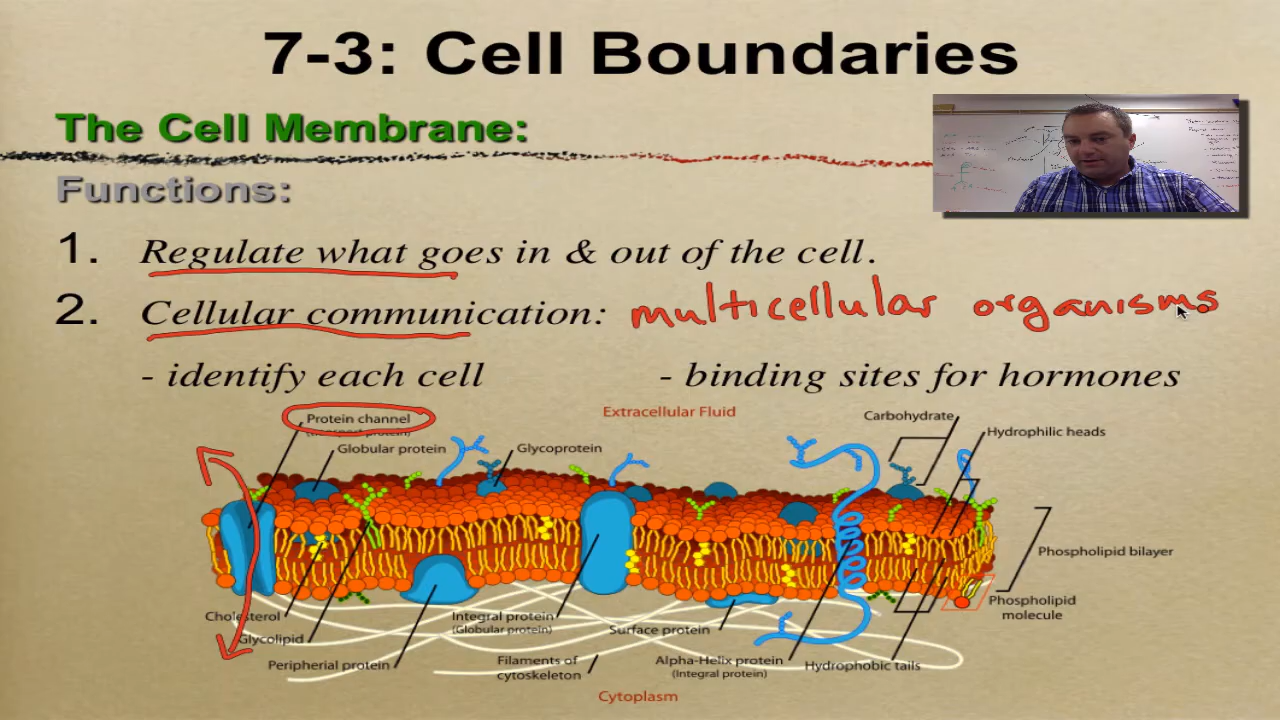 7-3: Cell Boundaries
The Cell Membrane:
Functions:
1. Regulate what goes in & out of the cell.
2. Cellular communication: multicellular organisms
- identify each cell - binding sites for hormones
Protein channel
(transport protein)
Extracellular Fluid
Carbohydrate
Hydrophilic heads
Globular protein
Glycoprotein
Phospholipid bilayer
Phospholipid
molecule
Cholesterol
Glycolipid
Peripherial protein
Integral protein
(Globular protein)
Filaments of
cytoskeleton
Surface protein
Alpha-Helix protein
(Integral protein)
Hydrophobic tails
Cytoplasm